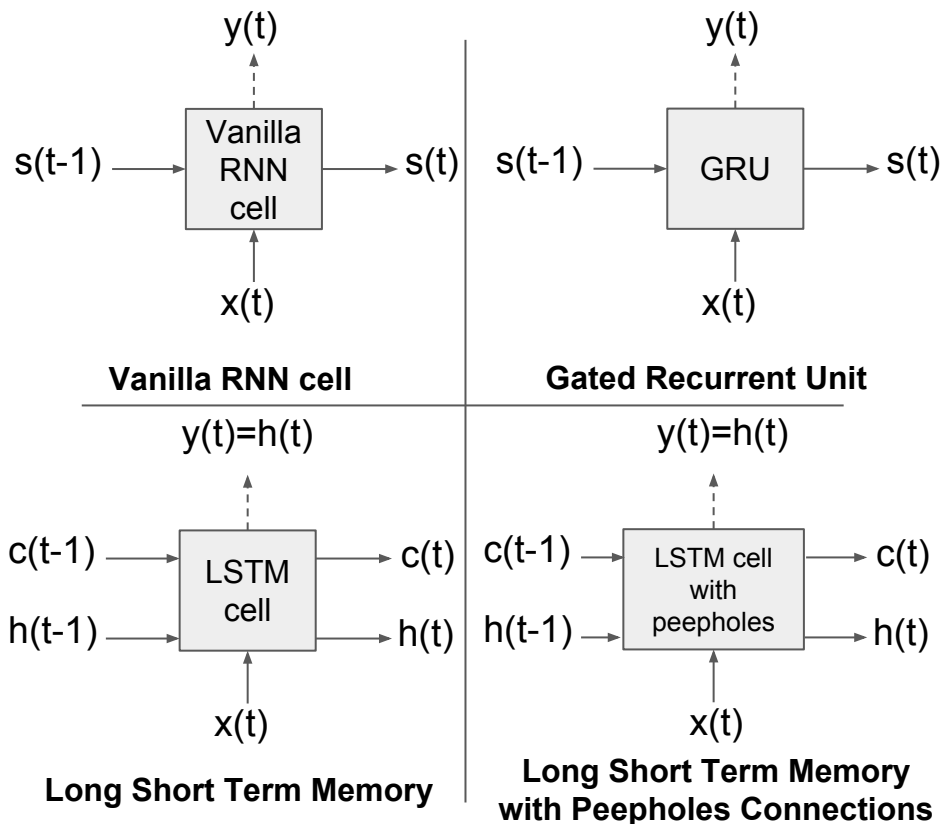 y(t)
s(t-1)
Vanilla
RNN
cell
s(t)
x(t)
Vanilla RNN cell
y(t)
s(t-1)
GRU
s(t)
x(t)
Gated Recurrent Unit
y(t)=h(t)
c(t-1)
c(t)
LSTM
cell
h(t-1)
h(t)
x(t)
Long Short Term Memory
y(t)=h(t)
c(t-1)
c(t)
LSTM cell
with
peepholes
h(t-1)
h(t)
x(t)
Long Short Term Memory
with Peepholes Connections